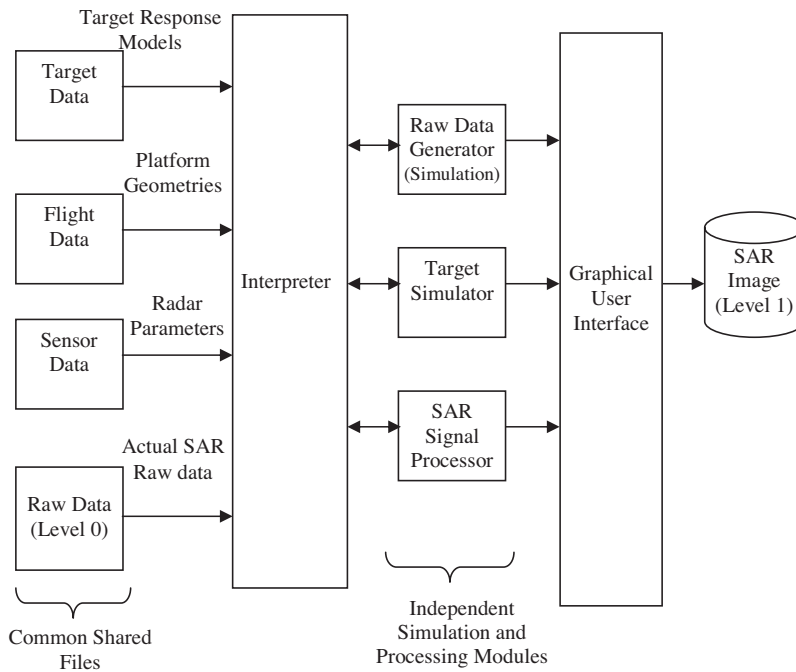 Target Response
Models
Target
Data
Platform
Geometries
Flight
Data
Radar
Parameters
Sensor
Data
Actual SAR
Raw data
Raw Data
(Level 0)
Common Shared
Files
Interpreter
Raw Data
Generator
(Simulation)
Target
Simulator
SAR
Signal
Processor
Independent
Simulation and
Processing Modules
Graphical
User
Interface
SAR
Image
(Level 1)